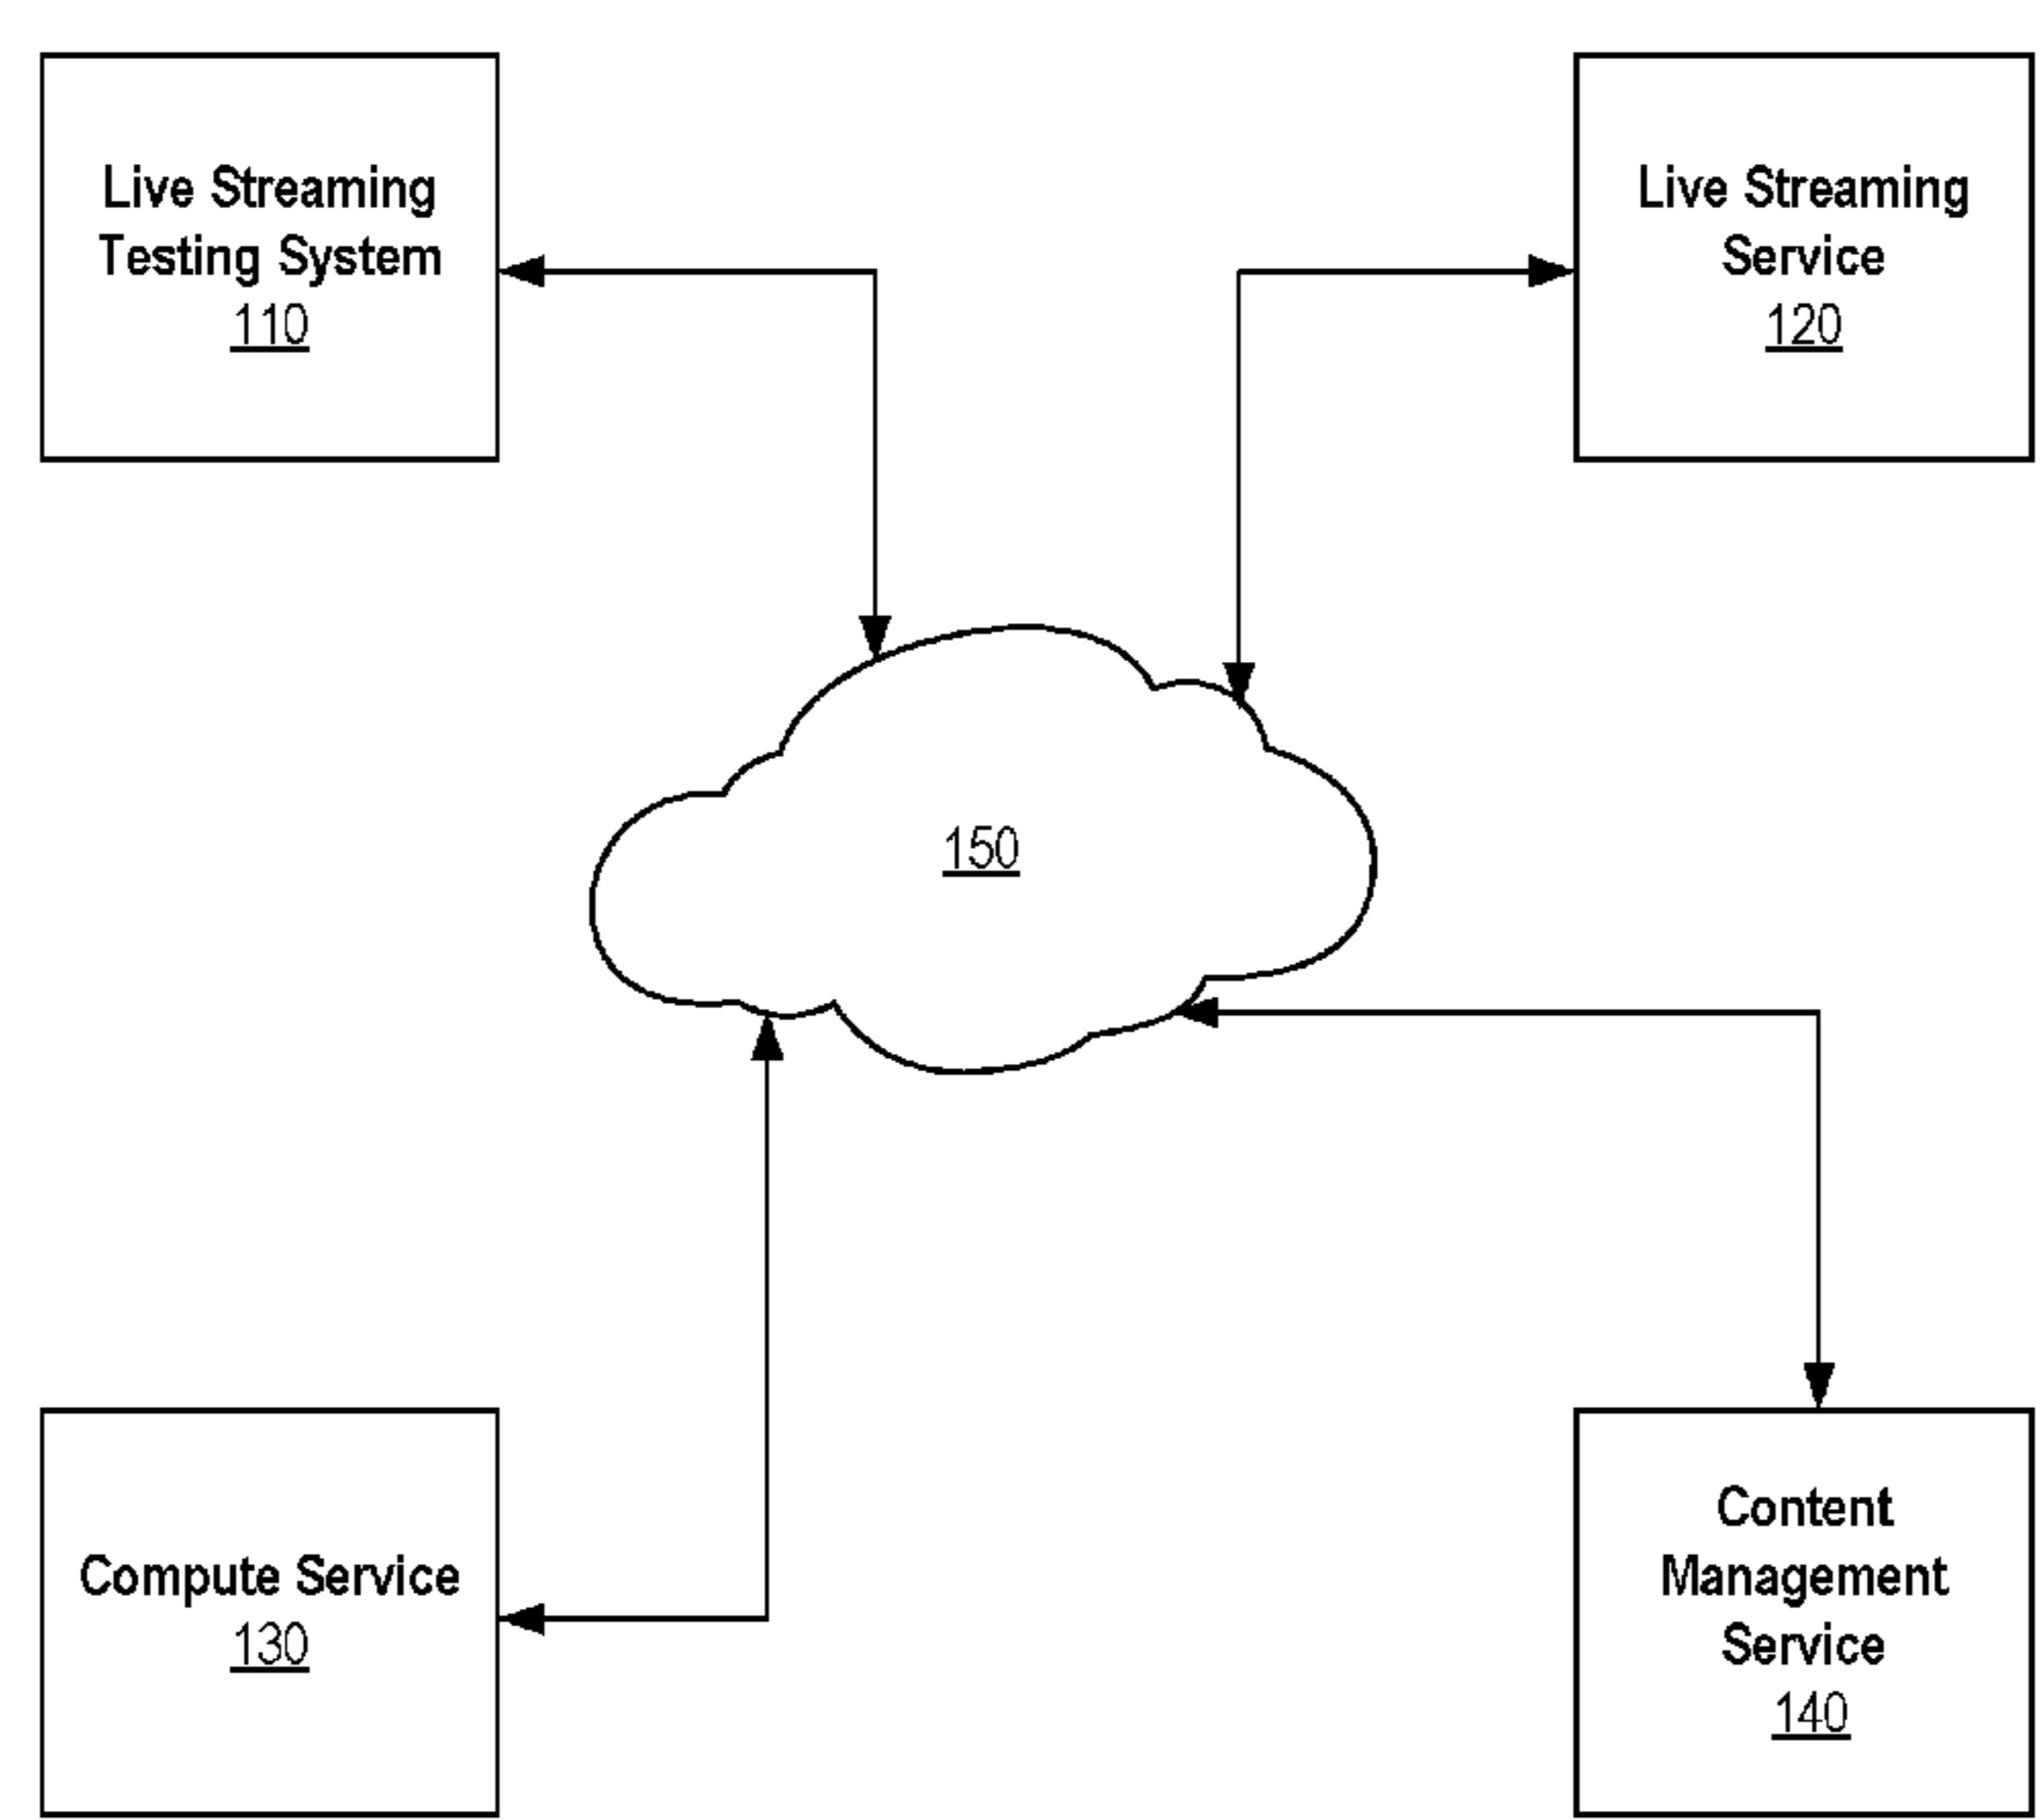 Live Streaming
Testing System
110
Live Streaming
Service
120
150
Compute Service
130
Content
Management
Service
140